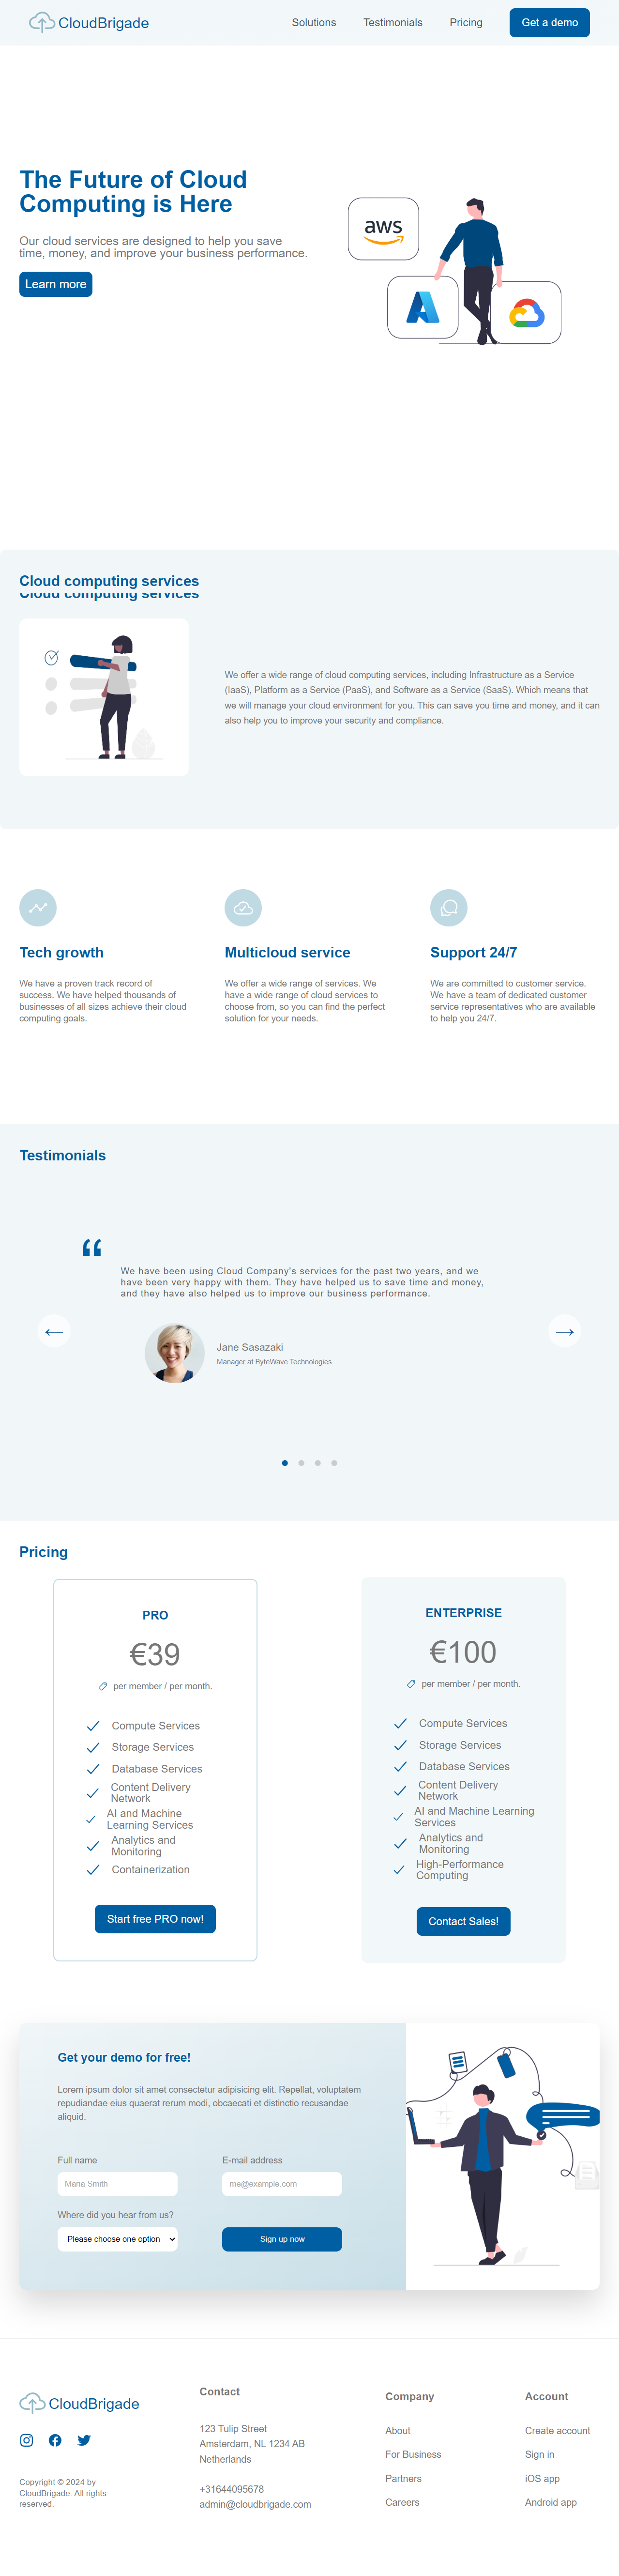 CloudBrigade
Solutions
Testimonials
Pricing
Get a demo
The Future of Cloud
Computing is Here
Our cloud services are designed to help you save
time, money, and improve your business performance.
Learn more
aws
Cloud computing services
Cloud computing services
We offer a wide range of cloud computing services, including Infrastructure as a Service
(IaaS), Platform as a Service (PaaS), and Software as a Service (SaaS). Which means that
we will manage your cloud environment for you. This can save you time and money, and it can
also help you to improve your security and compliance.
Tech growth
We have a proven track record of
success. We have helped thousands of
businesses of all sizes achieve their cloud
computing goals.
Multicloud service
We offer a wide range of services. We
have a wide range of cloud services to
choose from, so you can find the perfect
solution for your needs.
Support 24/7
We are committed to customer service.
We have a team of dedicated customer
service representatives who are available
to help you 24/7.
Testimonials
“
We have been using Cloud Company's services for the past two years, and we
have been very happy with them. They have helped us to save time and money,
and they have also helped us to improve our business performance.
Jane Sasazaki
Manager at ByteWave Technologies
Pricing
PRO
€39
per member / per month.
Compute Services
Storage Services
Database Services
Content Delivery
Network
AI and Machine
Learning Services
Analytics and
Monitoring
Containerization
Start free PRO now!
ENTERPRISE
€100
per member / per month.
Compute Services
Storage Services
Database Services
Content Delivery
Network
AI and Machine Learning
Services
Analytics and
Monitoring
High-Performance
Computing
Contact Sales!
Get your demo for free!
Lorem ipsum dolor sit amet consectetur adipisicing elit. Repellat, voluptatem
repudiandae eius quaerat rerum modi, obcaecati et distinctio recusandae
aliquid.
Full name
Maria Smith
E-mail address
me@example.com
Where did you hear from us?
Please choose one option
Sign up now
CloudBrigade
Copyright © 2024 by
CloudBrigade. All rights
reserved.
Contact
123 Tulip Street
Amsterdam, NL 1234 AB
Netherlands
+31644095678
admin@cloudbrigade.com
Company
About
For Business
Partners
Careers
Account
Create account
Sign in
iOS app
Android app